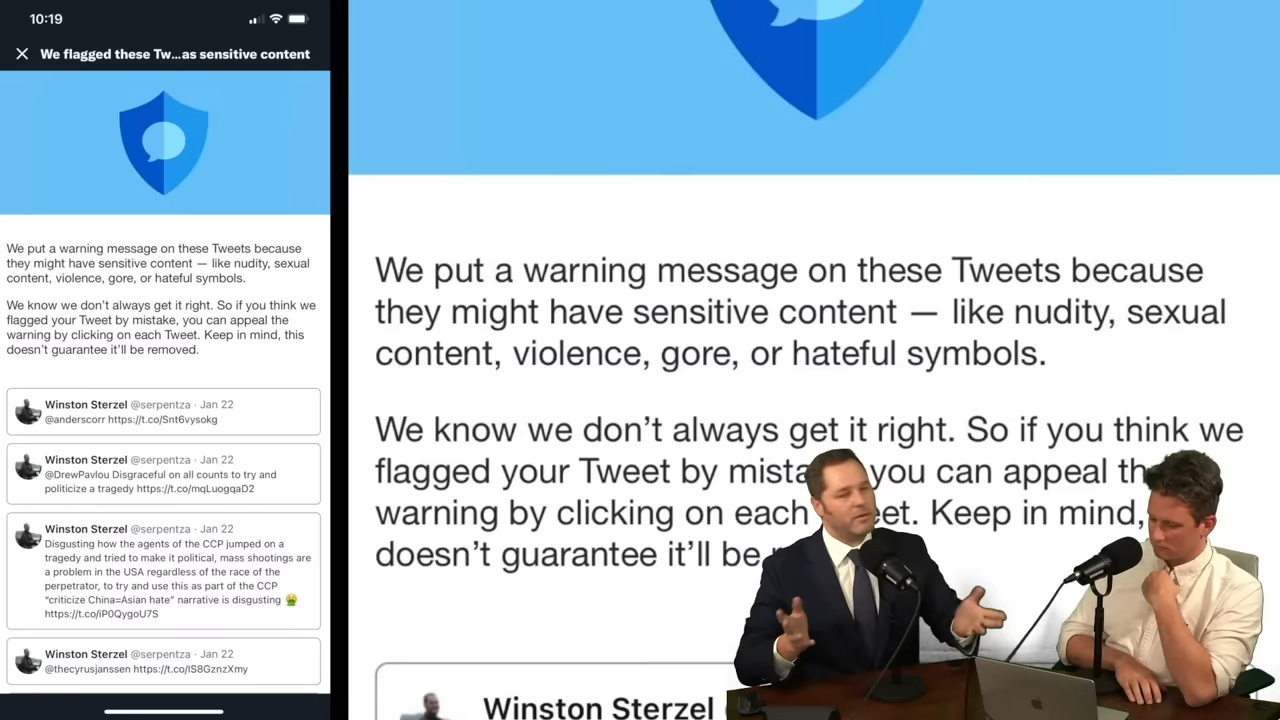 10:19
We flagged these Tw...as sensitive content
We put a warning message on these Tweets because
they might have sensitive content — like nudity, sexual
content, violence, gore, or hateful symbols.
We know we don’t always get it right. So if you think we
flagged your Tweet by mistake, you can appeal the
warning by clicking on each Tweet. Keep in mind, this
doesn’t guarantee it’ll be removed.
Winston Sterzel @serpentza · Jan 22
@anderscorr https://t.co/Snt6vysokg
Winston Sterzel @serpentza · Jan 22
@DrewPavlou Disgraceful on all counts to try and
politicize a tragedy https://t.co/mqLuogqaD2
Winston Sterzel @serpentza · Jan 22
Disgusting how the agents of the CCP jumped on a
tragedy and tried to make it political, mass shootings are
a problem in the USA regardless of the race of the
perpetrator, to try and use this as part of the CCP
“criticize China=Asian hate” narrative is disgusting 🤮
https://t.co/iP0QygoU7S
Winston Sterzel @serpentza · Jan 22
@thecyrusjanssen https://t.co/IS8GznzXmy
We put a warning message on these Tweets because
they might have sensitive content — like nudity, sexual
content, violence, gore, or hateful symbols.
We know we don’t always get it right. So if you think we
flagged your Tweet by mista you can appeal th
warning by clicking on each eet. Keep in mind,
doesn’t guarantee it’ll be
Winston Sterzel